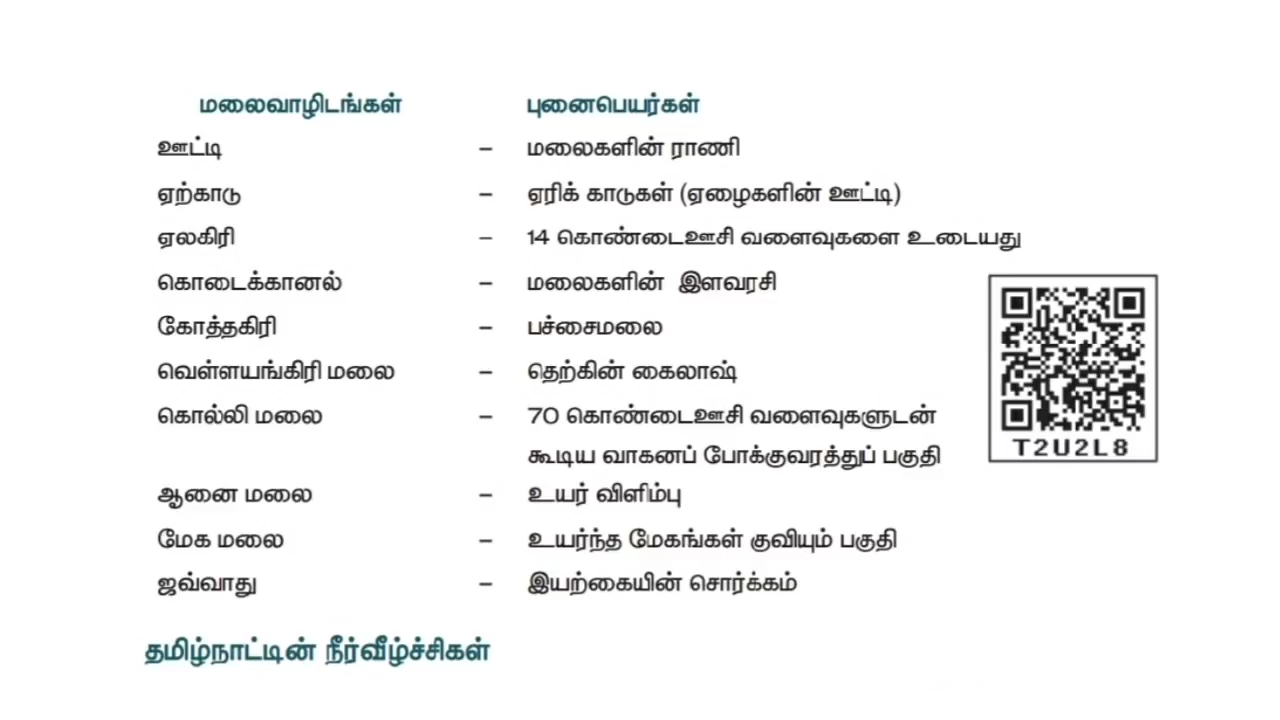 மலைவாழிடங்கள் புனைபெயர்கள்
ஊட்டி – மலைகளின் ராணி
ஏற்காடு – ஏரிக் காடுகள் (ஏழைகளின் ஊட்டி)
ஏலகிரி – 14 கொண்டைஊசி வளைவுகளை உடையது
கொடைக்கானல் – மலைகளின் இளவரசி
கோத்தகிரி – பச்சைமலை
வெள்ளயங்கிரி மலை – தெற்கின் கைலாஷ்
கொல்லி மலை – 70 கொண்டைஊசி வளைவுகளுடன்
கூடிய வாகனப் போக்குவரத்துப் பகுதி
T2U2L8
ஆனை மலை – உயர் விளிம்பு
மேக மலை – உயர்ந்த மேகங்கள் குவியும் பகுதி
ஜவ்வாது – இயற்கையின் சொர்க்கம்
தமிழ்நாட்டின் நீர்வீழ்ச்சிகள்